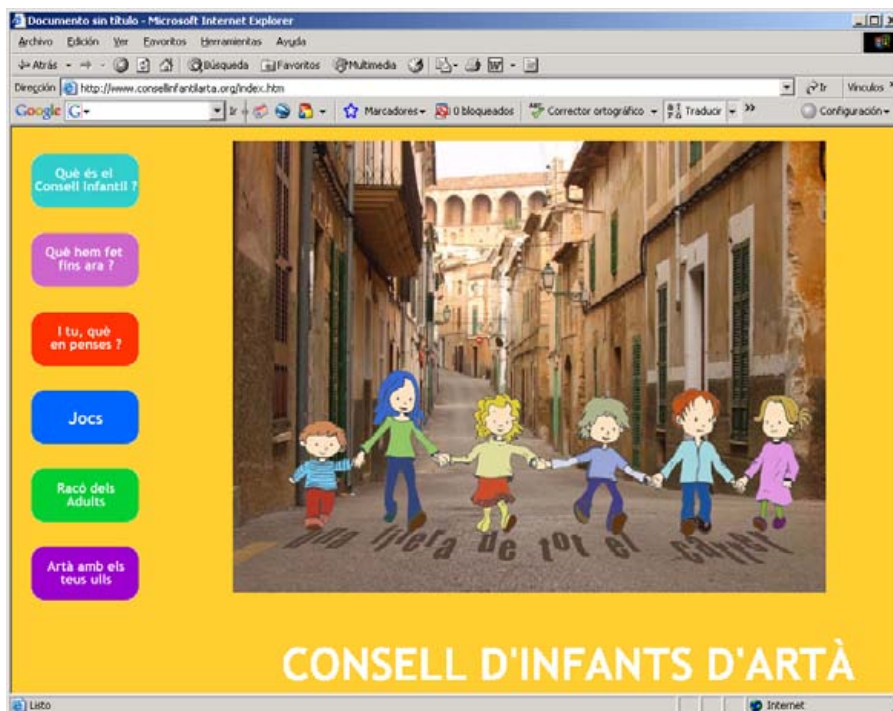 Documento sin título - Microsoft Internet Explorer
Archivo Edición Ver Favoritos Herramientas Ayuda
Atrás Búsqueda Favoritos Multimedia
Dirección http://www.consellinfantilarta.org/index.htm Ir Vínculos »
Google G Ir Marcadores 0 bloqueados Corrector ortográfico Traducir » Configuración
Què és el
Consell Infantil ?
Què hem fet
fins ara ?
I tu, què
en penses ?
Jocs
Racó dels
Adults
Artà amb els
teus ulls
una filera de tot el carrer
CONSELL D'INFANTS D'ARTÀ
Listo Internet